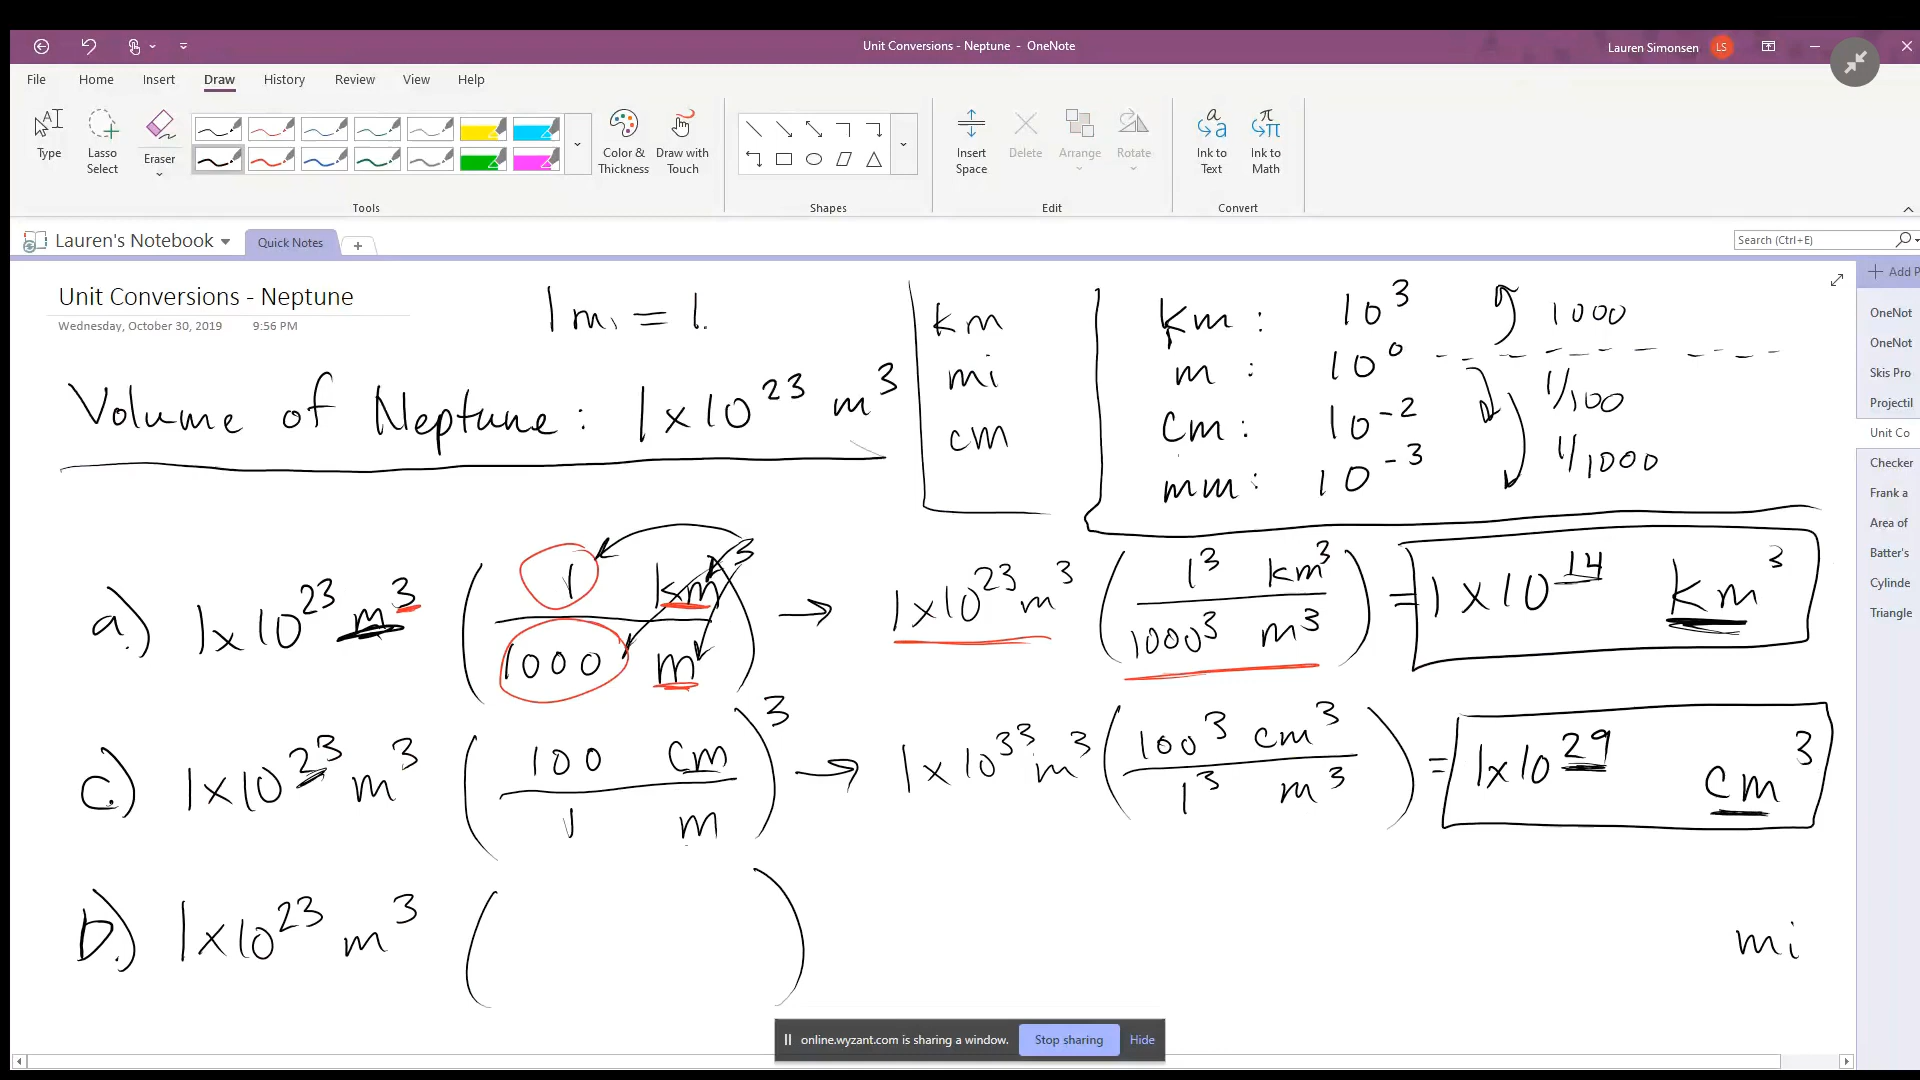 Unit Conversions - Neptune - OneNote
Lauren Simonsen LS
File Home Insert Draw History Review View Help
Type
Lasso Select
Eraser
Color & Thickness
Draw with Touch
Insert Space
Delete
Arrange
Rotate
a Ink to Text
π Ink to Math
Tools Shapes Edit Convert
Lauren's Notebook Quick Notes
Search (Ctrl+E)
Add P
Unit Conversions - Neptune
Wednesday, October 30, 2019 9:56 PM
1 mi = 1.
Volume of Neptune: 1x10^23 m^3
km
mi
cm
km: 10^3 1000
m: 10^0
cm: 10^-2 1/100
mm: 10^-3 1/1000
a.) 1x10^23 m^3 (1 km / 1000 m)^3 → 1x10^23 m^3 (1^3 km^3 / 1000^3 m^3) = 1x10^14 km^3
c.) 1x10^23 m^3 (100 cm / 1 m)^3 → 1x10^33 m^3 (100^3 cm^3 / 1^3 m^3) = 1x10^29 cm^3
b.) 1x10^23 m^3 ( ) mi
OneNot
OneNot
Skis Pro
Projectil
Unit Co
Checker
Frank a
Area of
Batter's
Cylinde
Triangle
online.wyzant.com is sharing a window. Stop sharing Hide